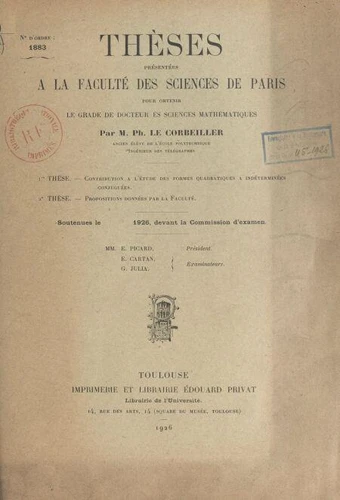 N° D'ORDRE :
1883
THÈSES
PRÉSENTÉES
A LA FACULTÉ DES SCIENCES DE PARIS
POUR OBTENIR
LE GRADE DE DOCTEUR ÈS SCIENCES MATHÉMATIQUES
Par M. Ph. LE CORBEILLER
ANCIEN ÉLÈVE DE L'ÉCOLE POLYTECHNIQUE
INGÉNIEUR DES TÉLÉGRAPHES
1re THÈSE. — CONTRIBUTION A L'ÉTUDE DES FORMES QUADRATIQUES A INDÉTERMINÉES
CONJUGUÉES.
2e THÈSE. — PROPOSITIONS DONNÉES PAR LA FACULTÉ.
Soutenues le 1926, devant la Commission d'examen.
MM. E. PICARD, Président.
E. CARTAN,
G. JULIA, Examinateurs.
TOULOUSE
IMPRIMERIE ET LIBRAIRIE ÉDOUARD PRIVAT
Librairie de l'Université.
14, RUE DES ARTS, 14 (SQUARE DU MUSÉE, TOULOUSE)
1926